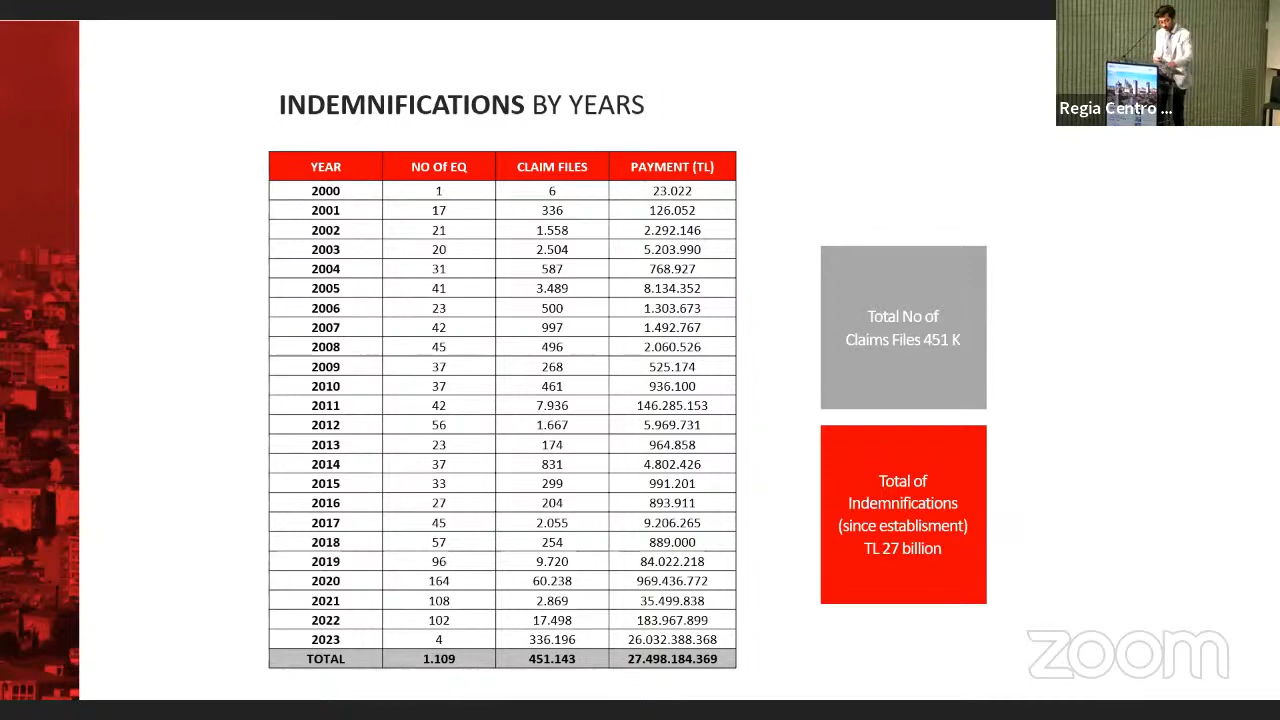 INDEMNIFICATIONS BY YEARS
YEAR NO Of EQ CLAIM FILES PAYMENT (TL)
2000 1 6 23.022
2001 17 336 126.052
2002 21 1.558 2.292.146
2003 20 2.504 5.203.990
2004 31 587 768.927
2005 41 3.489 8.134.352
2006 23 500 1.303.673
2007 42 997 1.492.767
2008 45 496 2.060.526
2009 37 268 525.174
2010 37 461 936.100
2011 42 7.936 146.285.153
2012 56 1.667 5.969.731
2013 23 174 964.858
2014 37 831 4.802.426
2015 33 299 991.201
2016 27 204 893.911
2017 45 2.055 9.206.265
2018 57 254 889.000
2019 96 9.720 84.022.218
2020 164 60.238 969.436.772
2021 108 2.869 35.499.838
2022 102 17.498 183.967.899
2023 4 336.196 26.032.388.368
TOTAL 1.109 451.143 27.498.184.369
Total No of
Claims Files 451 K
Total of
Indemnifications
(since establisment)
TL 27 billion
Regia Centro ...
zoom